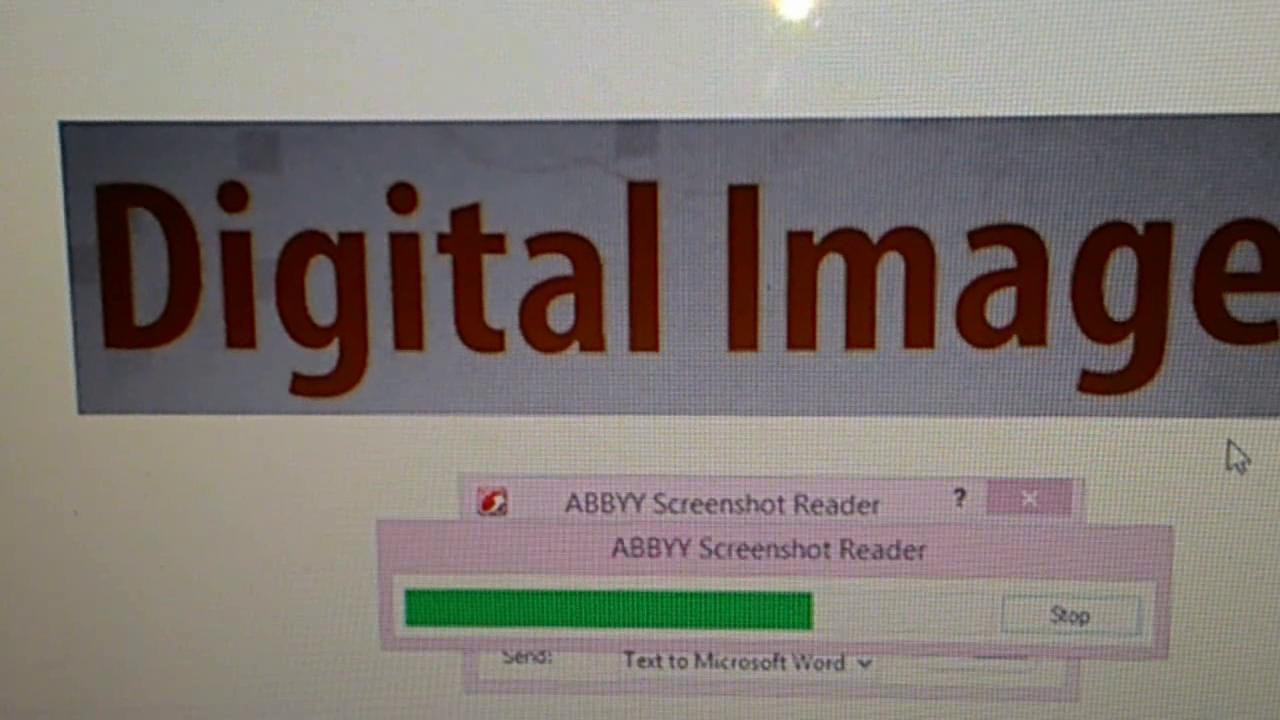 Digital Image
ABBYY Screenshot Reader ?
ABBYY Screenshot Reader
Stop
Send: Text to Microsoft Word